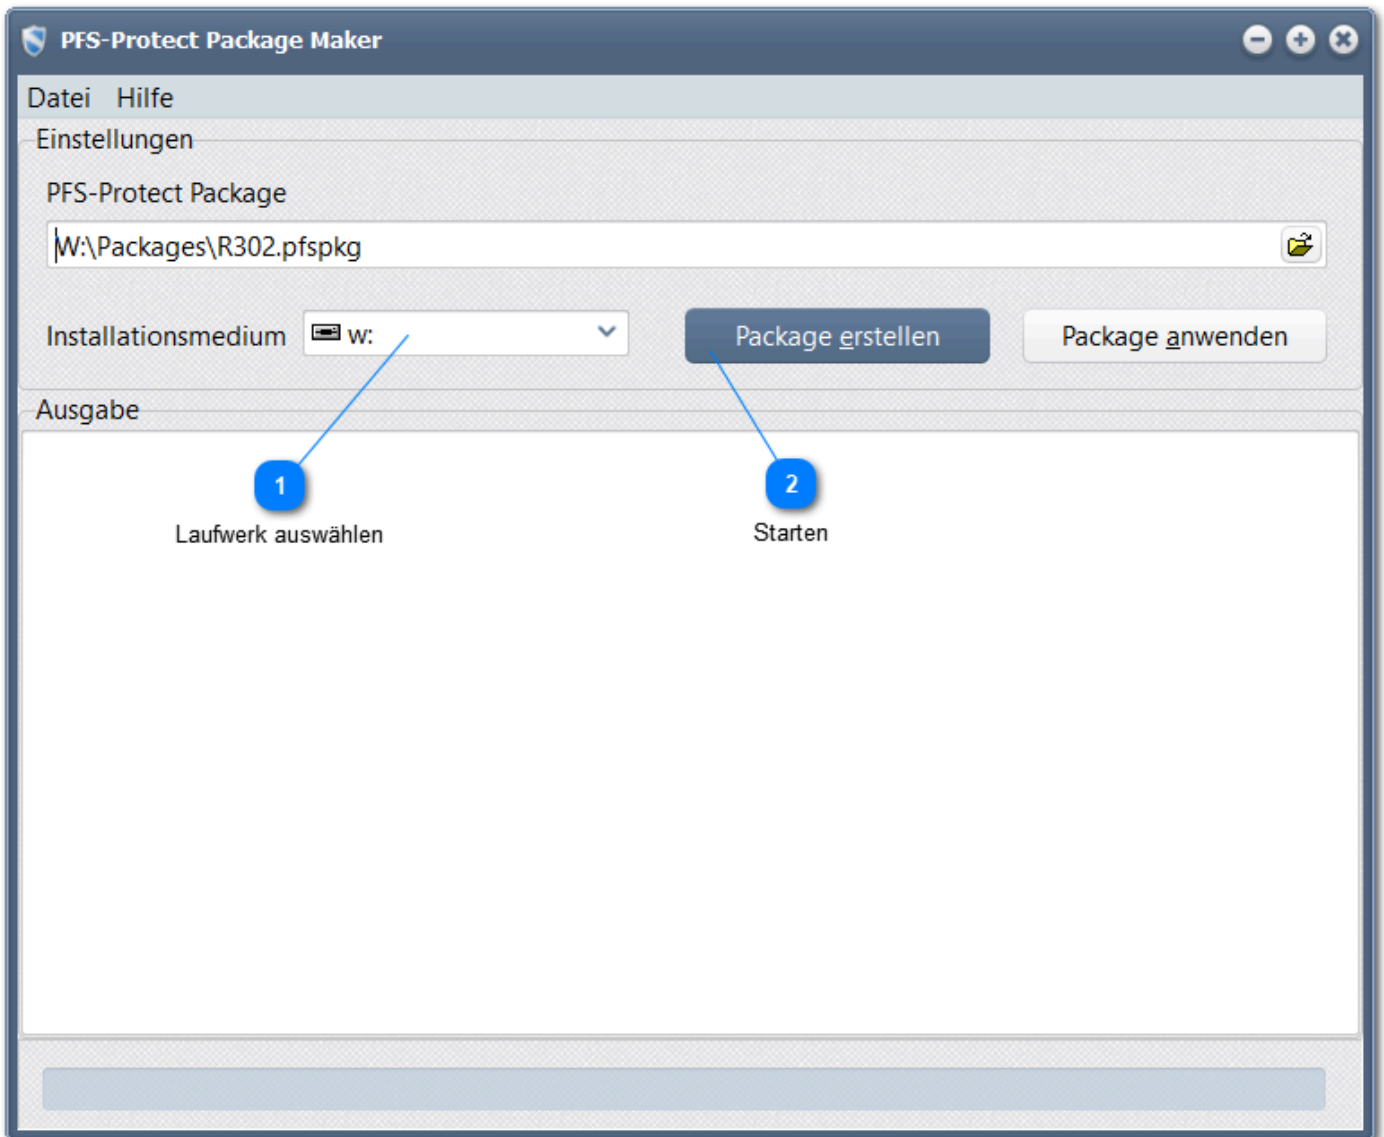 PFS-Protect Package Maker
Datei Hilfe
Einstellungen
PFS-Protect Package
W:\Packages\R302.pfspkg
Installationsmedium w: Package erstellen Package anwenden
Ausgabe
1 2
Laufwerk auswählen Starten